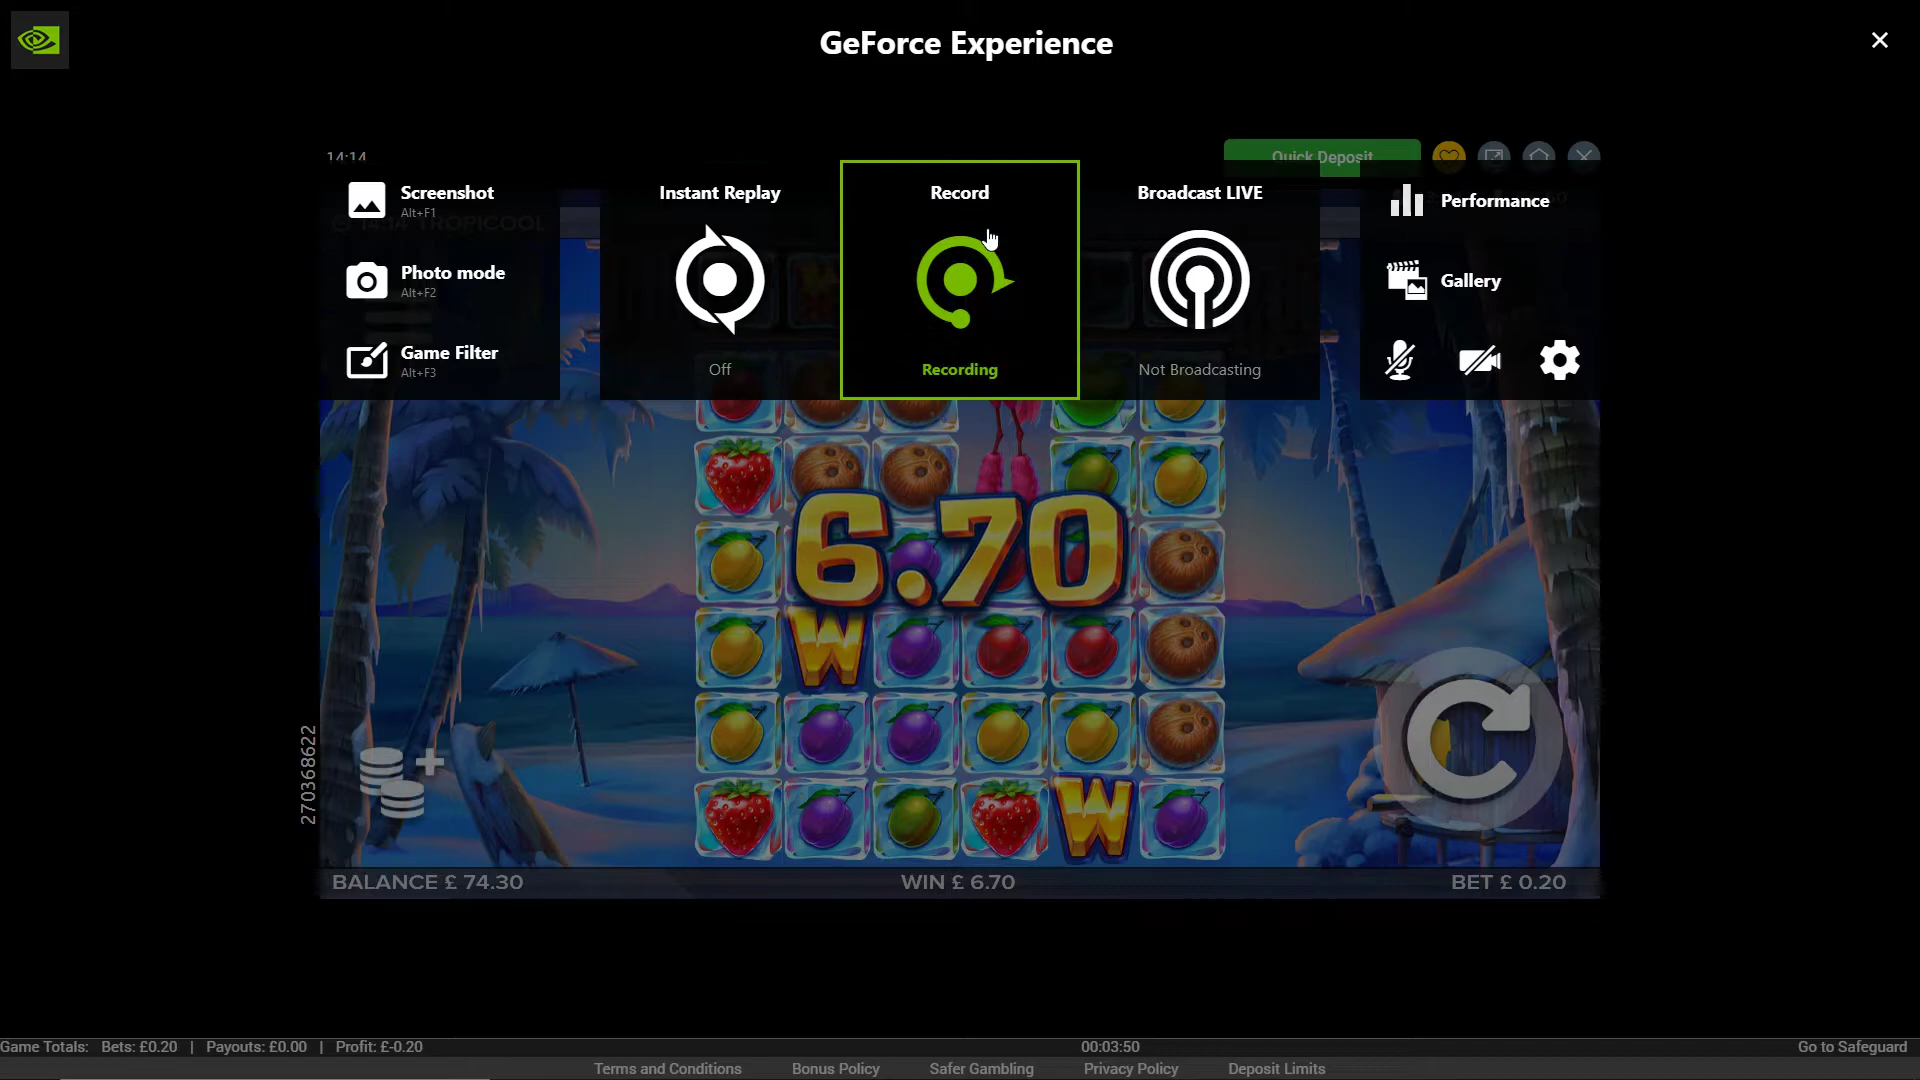 GeForce Experience
14:14
Quick Deposit
Screenshot
Alt+F1
14:14 TROPICOOL
Photo mode
Alt+F2
Game Filter
Alt+F3
Instant Replay
Off
Record
Recording
Broadcast LIVE
Not Broadcasting
Performance
Gallery
6.70
W
W
270368622
BALANCE £ 74.30
WIN £ 6.70
BET £ 0.20
Game Totals: Bets: £0.20 | Payouts: £0.00 | Profit: £-0.20
00:03:50
Go to Safeguard
Terms and Conditions
Bonus Policy
Safer Gambling
Privacy Policy
Deposit Limits